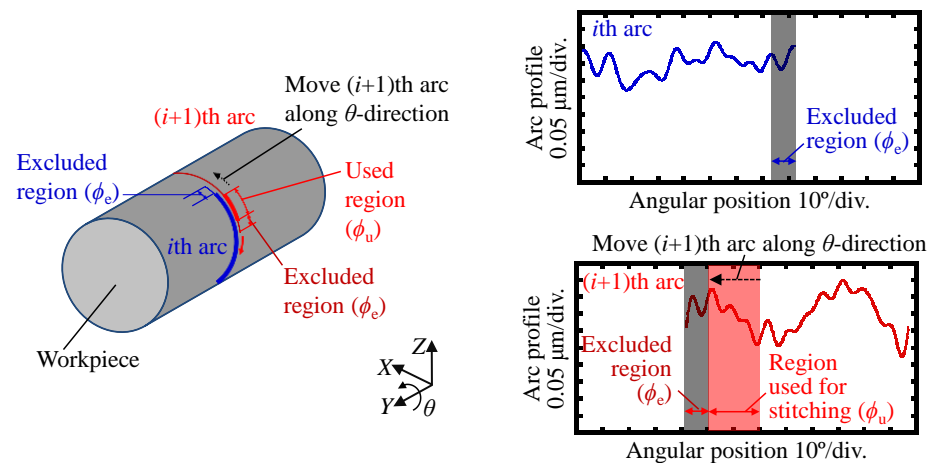 Move (i+1)th arc
along θ-direction
(i+1)th arc
Excluded
region (ϕe)
Used
region
(ϕu)
ith arc
Excluded
region (ϕe)
Workpiece
Z
X
Y
θ
ith arc
Arc profile
0.05 μm/div.
Excluded
region (ϕe)
Angular position 10º/div.
Move (i+1)th arc along θ-direction
(i+1)th arc
Arc profile
0.05 μm/div.
Excluded
region
(ϕe)
Region
used for
stitching (ϕu)
Angular position 10º/div.